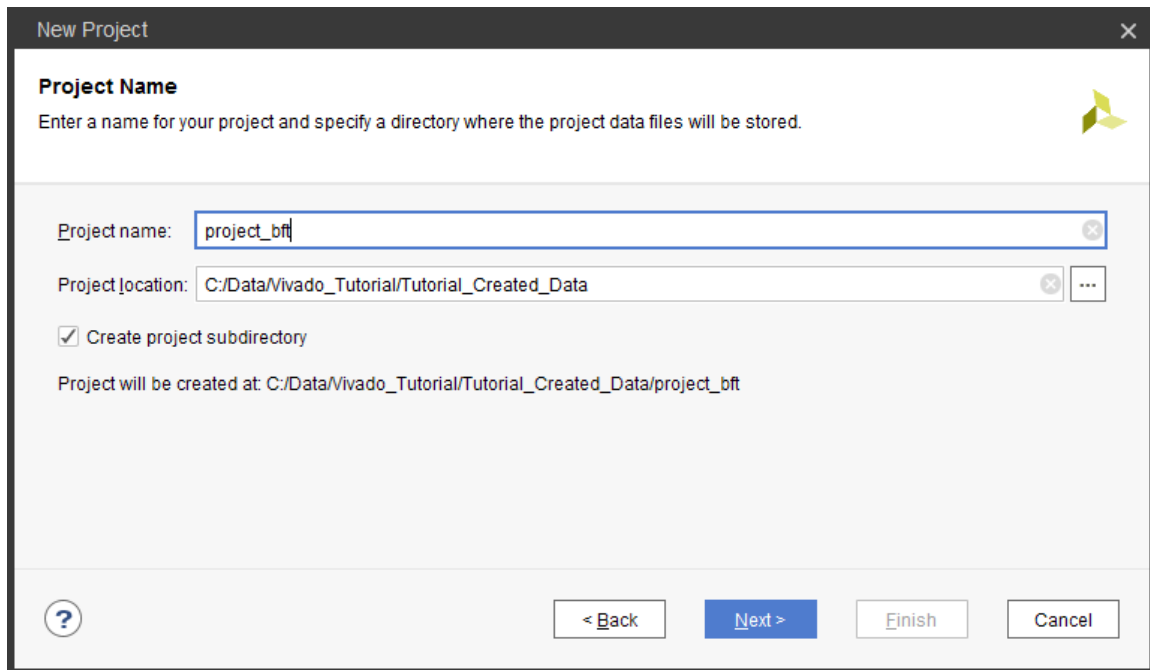 New Project
Project Name
Enter a name for your project and specify a directory where the project data files will be stored.
Project name: project_bft
Project location: C:/Data/Vivado_Tutorial/Tutorial_Created_Data ...
Create project subdirectory
Project will be created at: C:/Data/Vivado_Tutorial/Tutorial_Created_Data/project_bft
? < Back Next > Finish Cancel